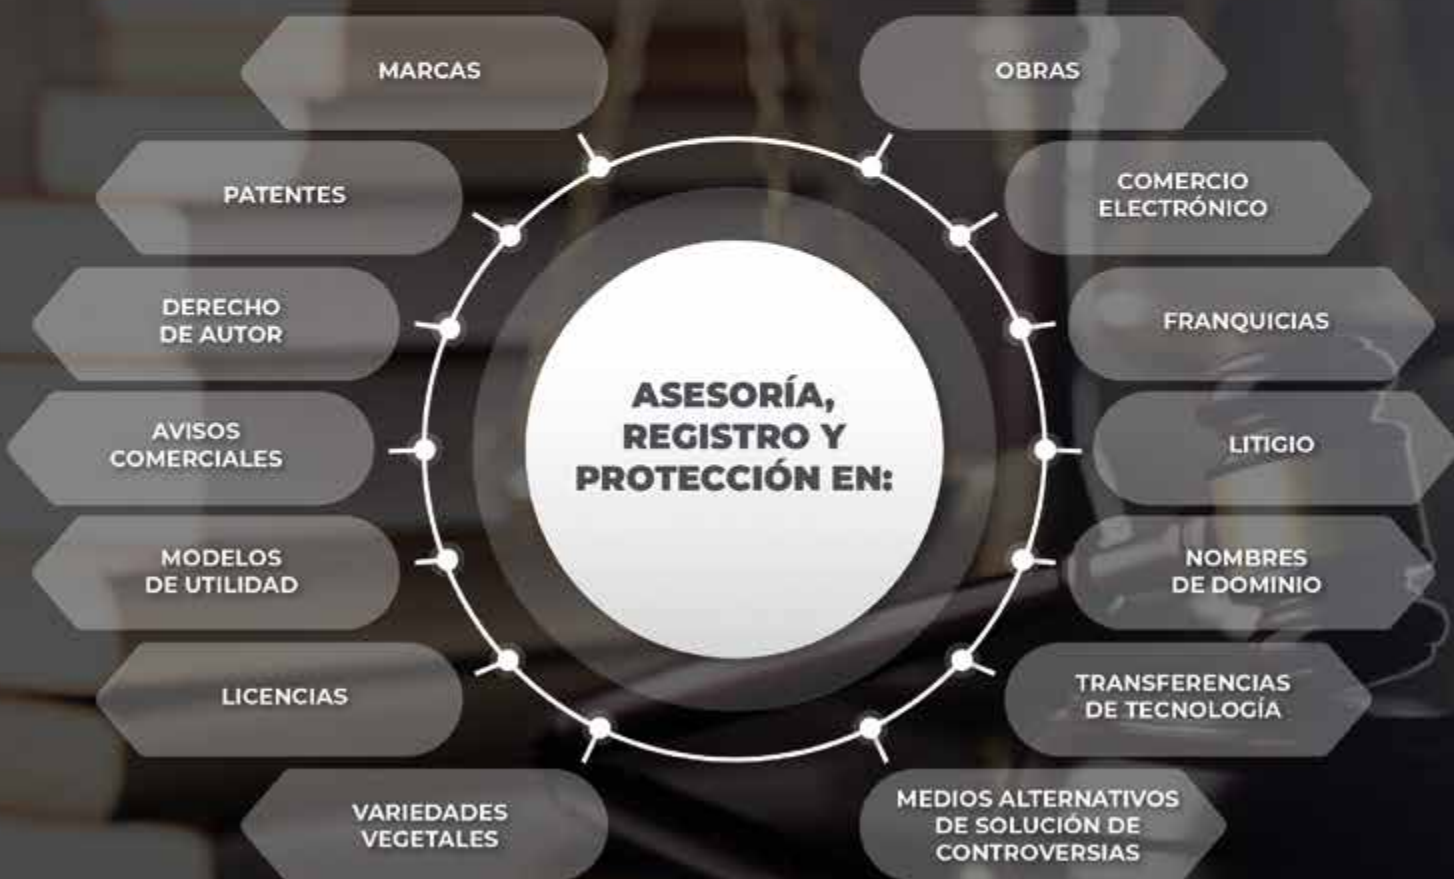 MARCAS
PATENTES
DERECHO
DE AUTOR
AVISOS
COMERCIALES
MODELOS
DE UTILIDAD
LICENCIAS
VARIEDADES
VEGETALES
ASESORÍA,
REGISTRO Y
PROTECCIÓN EN:
OBRAS
COMERCIO
ELECTRÓNICO
FRANQUICIAS
LITIGIO
NOMBRES
DE DOMINIO
TRANSFERENCIAS
DE TECNOLOGÍA
MEDIOS ALTERNATIVOS
DE SOLUCIÓN DE
CONTROVERSIAS